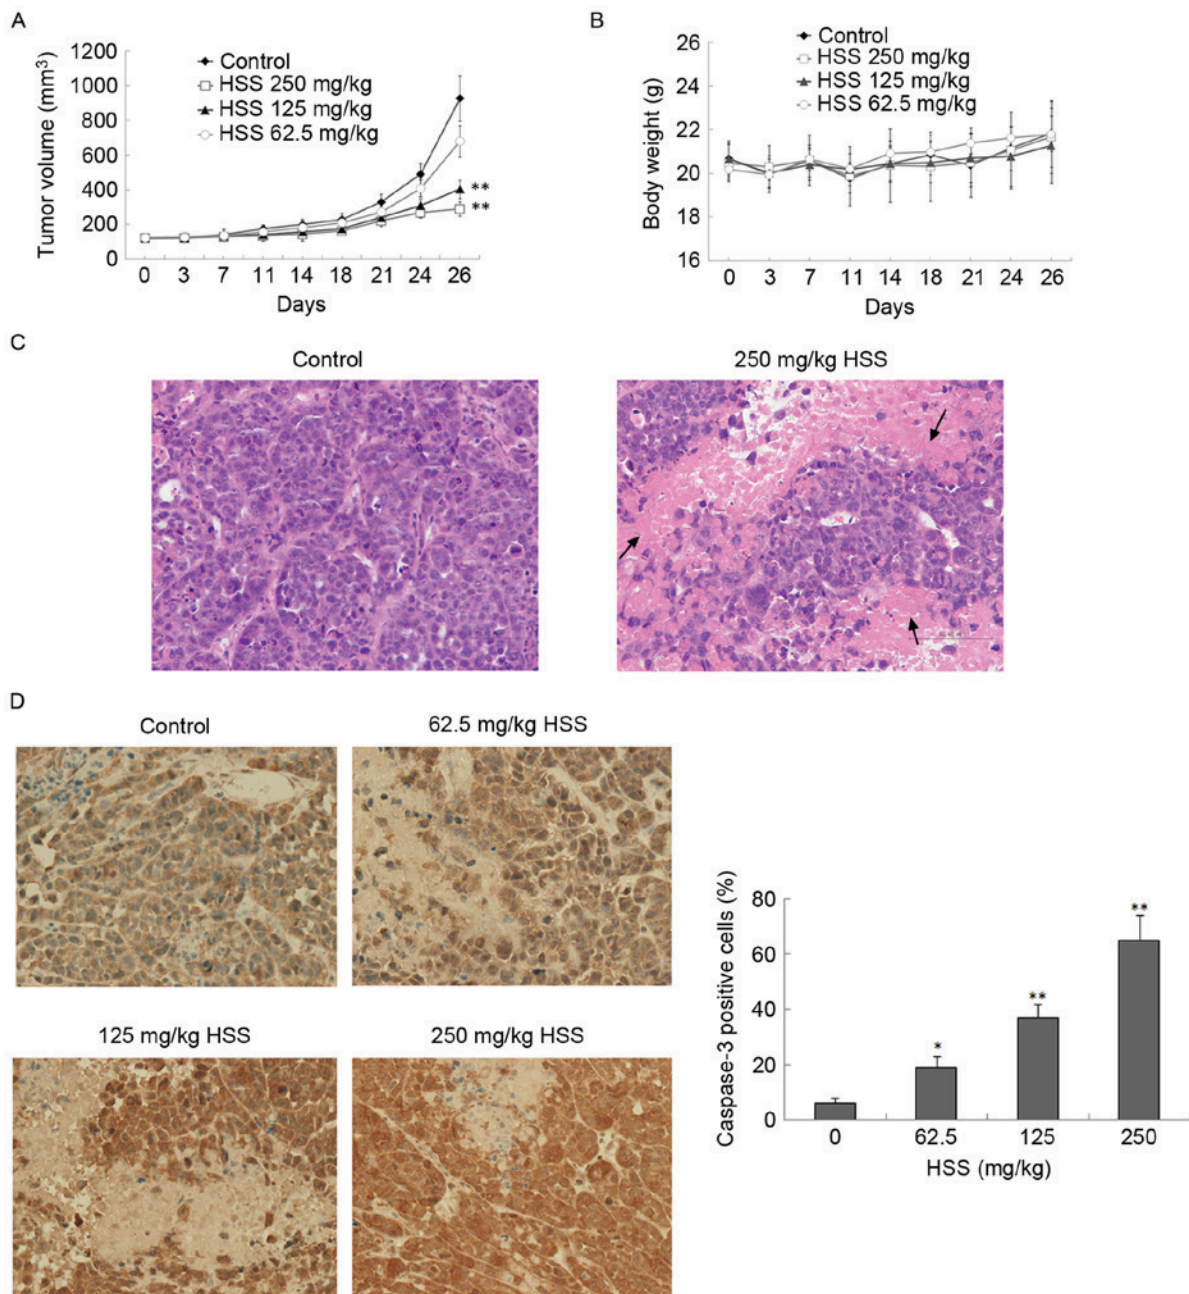 A
Tumor volume (mm³)
1200
1000
800
600
400
200
0
Control
HSS 250 mg/kg
HSS 125 mg/kg
HSS 62.5 mg/kg
**
**
0 3 7 11 14 18 21 24 26
Days
B
Body weight (g)
26
24
22
20
18
16
Control
HSS 250 mg/kg
HSS 125 mg/kg
HSS 62.5 mg/kg
0 3 7 11 14 18 21 24 26
Days
C
Control
250 mg/kg HSS
D
Control
62.5 mg/kg HSS
125 mg/kg HSS
250 mg/kg HSS
Caspase-3 positive cells (%)
80
60
40
20
0
*
**
**
0 62.5 125 250
HSS (mg/kg)